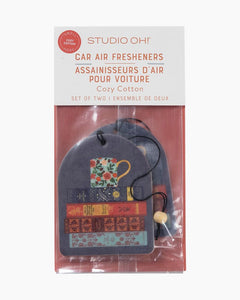 STUDIO OH!
CAR AIR FRESHENERS
ASSAINISSEURS D'AIR
POUR VOITURE
Cozy Cotton
SET OF TWO | ENSEMBLE DE DEUX